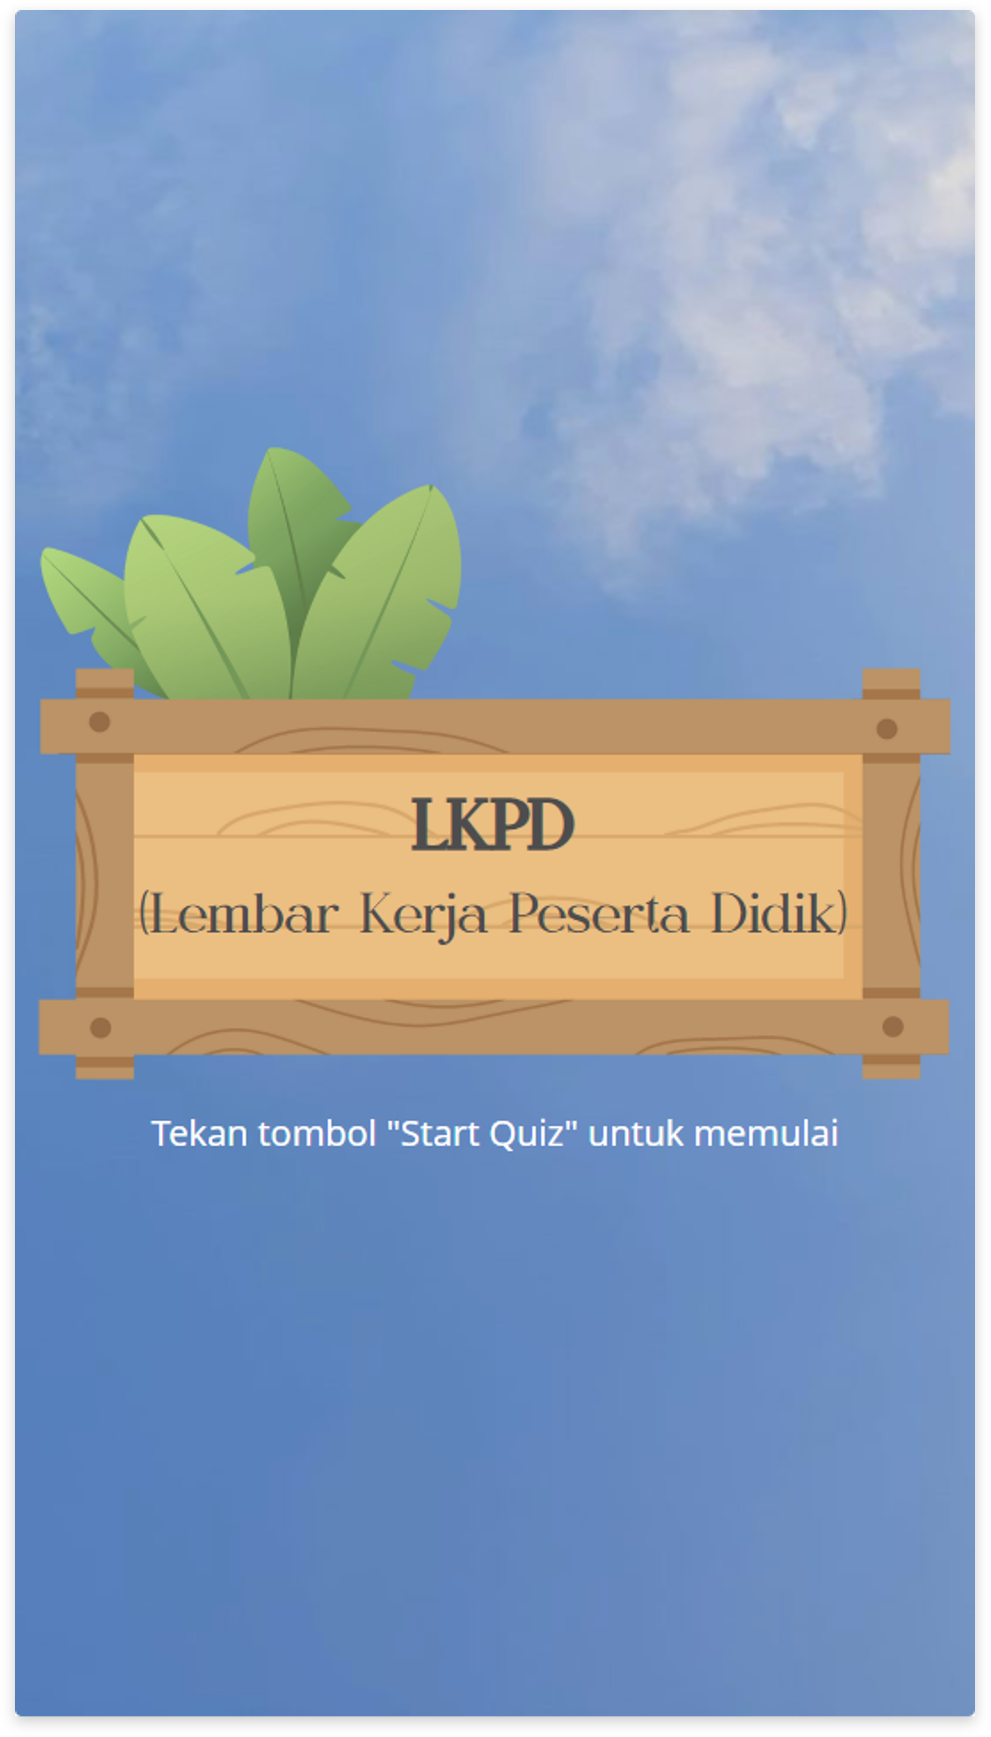 LKPD
(Lembar Kerja Peserta Didik)
Tekan tombol "Start Quiz" untuk memulai